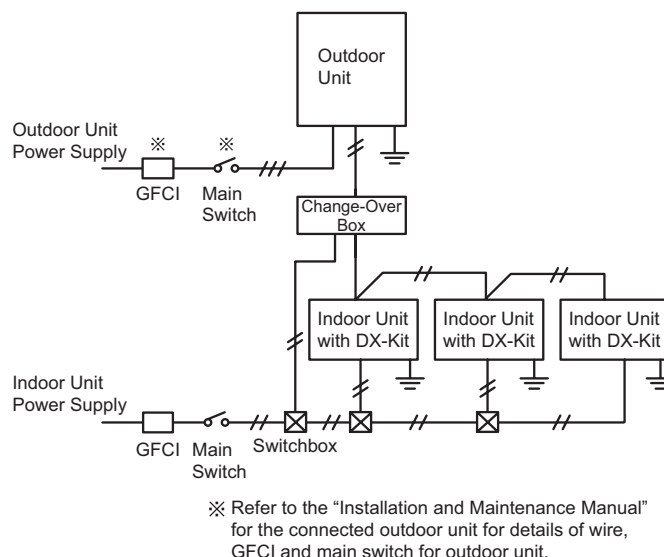 Outdoor
Unit
Outdoor Unit
Power Supply
※
※
GFCI
Main
Switch
Change-Over
Box
Indoor Unit
with DX-Kit
Indoor Unit
with DX-Kit
Indoor Unit
with DX-Kit
Indoor Unit
Power Supply
GFCI
Main
Switch
Switchbox
※ Refer to the “Installation and Maintenance Manual”
for the connected outdoor unit for details of wire,
GFCI and main switch for outdoor unit.